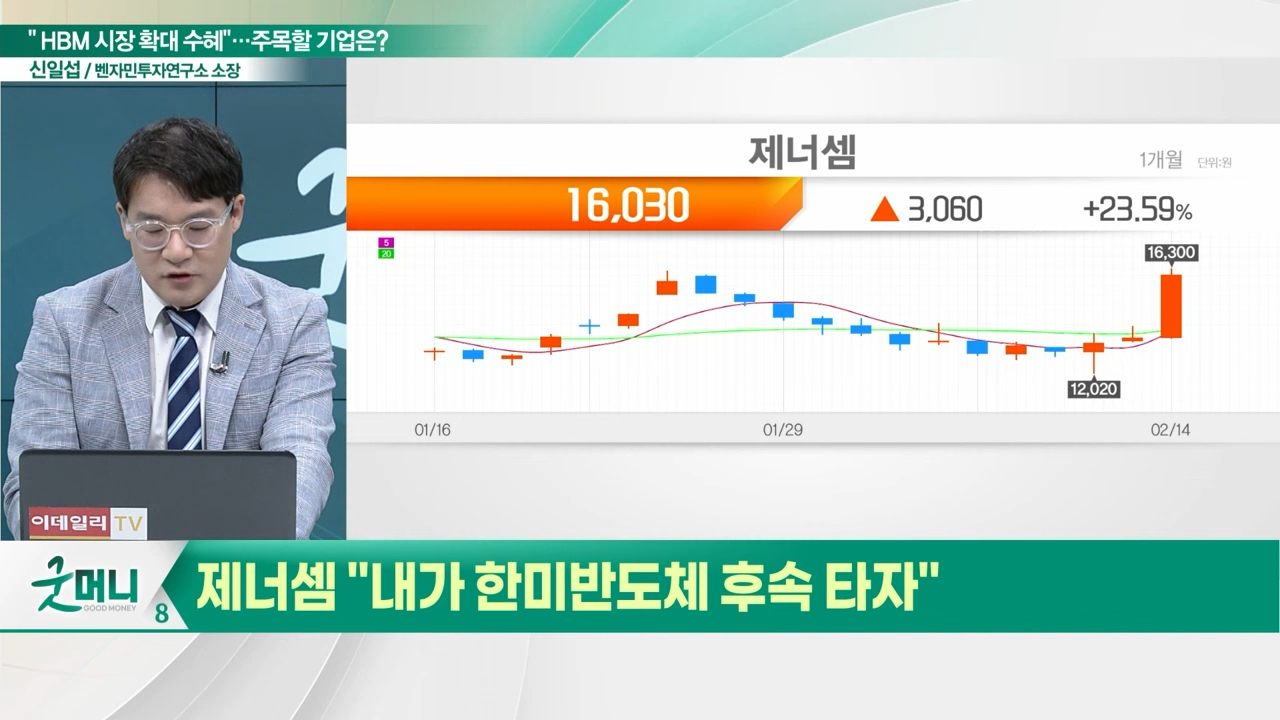 " HBM 시장 확대 수혜"…주목할 기업은?
신일섭 / 벤자민투자연구소 소장
제너셈
1개월 단위:원
16,030 ▲ 3,060 +23.59%
5
20
16,300
12,020
01/16 01/29 02/14
이데일리 TV
굿머니
GOOD MONEY
8
제너셈 "내가 한미반도체 후속 타자"